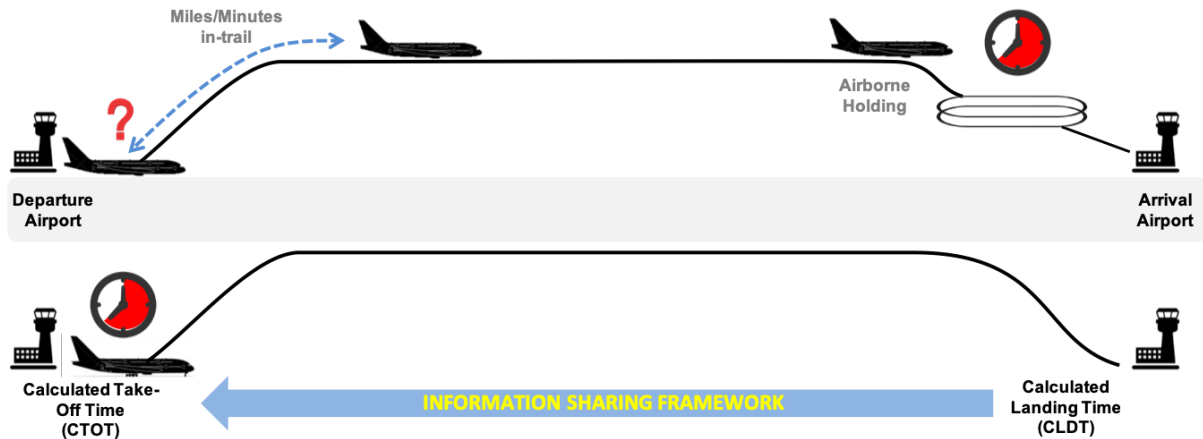 Miles/Minutes
in-trail
?
Airborne
Holding
Departure
Airport
Arrival
Airport
Calculated Take-
Off Time
(CTOT)
INFORMATION SHARING FRAMEWORK
Calculated
Landing Time
(CLDT)